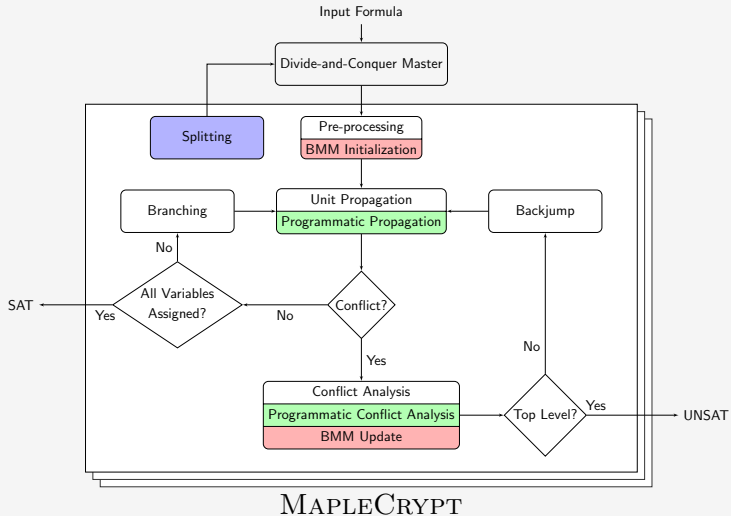 Input Formula
Divide-and-Conquer Master
Splitting
Pre-processing
BMM Initialization
Branching
Unit Propagation
Programmatic Propagation
Backjump
No
All Variables
Assigned?
SAT
Yes
No
Conflict?
Yes
No
Conflict Analysis
Programmatic Conflict Analysis
BMM Update
Top Level?
Yes
UNSAT
MAPLECRYPT